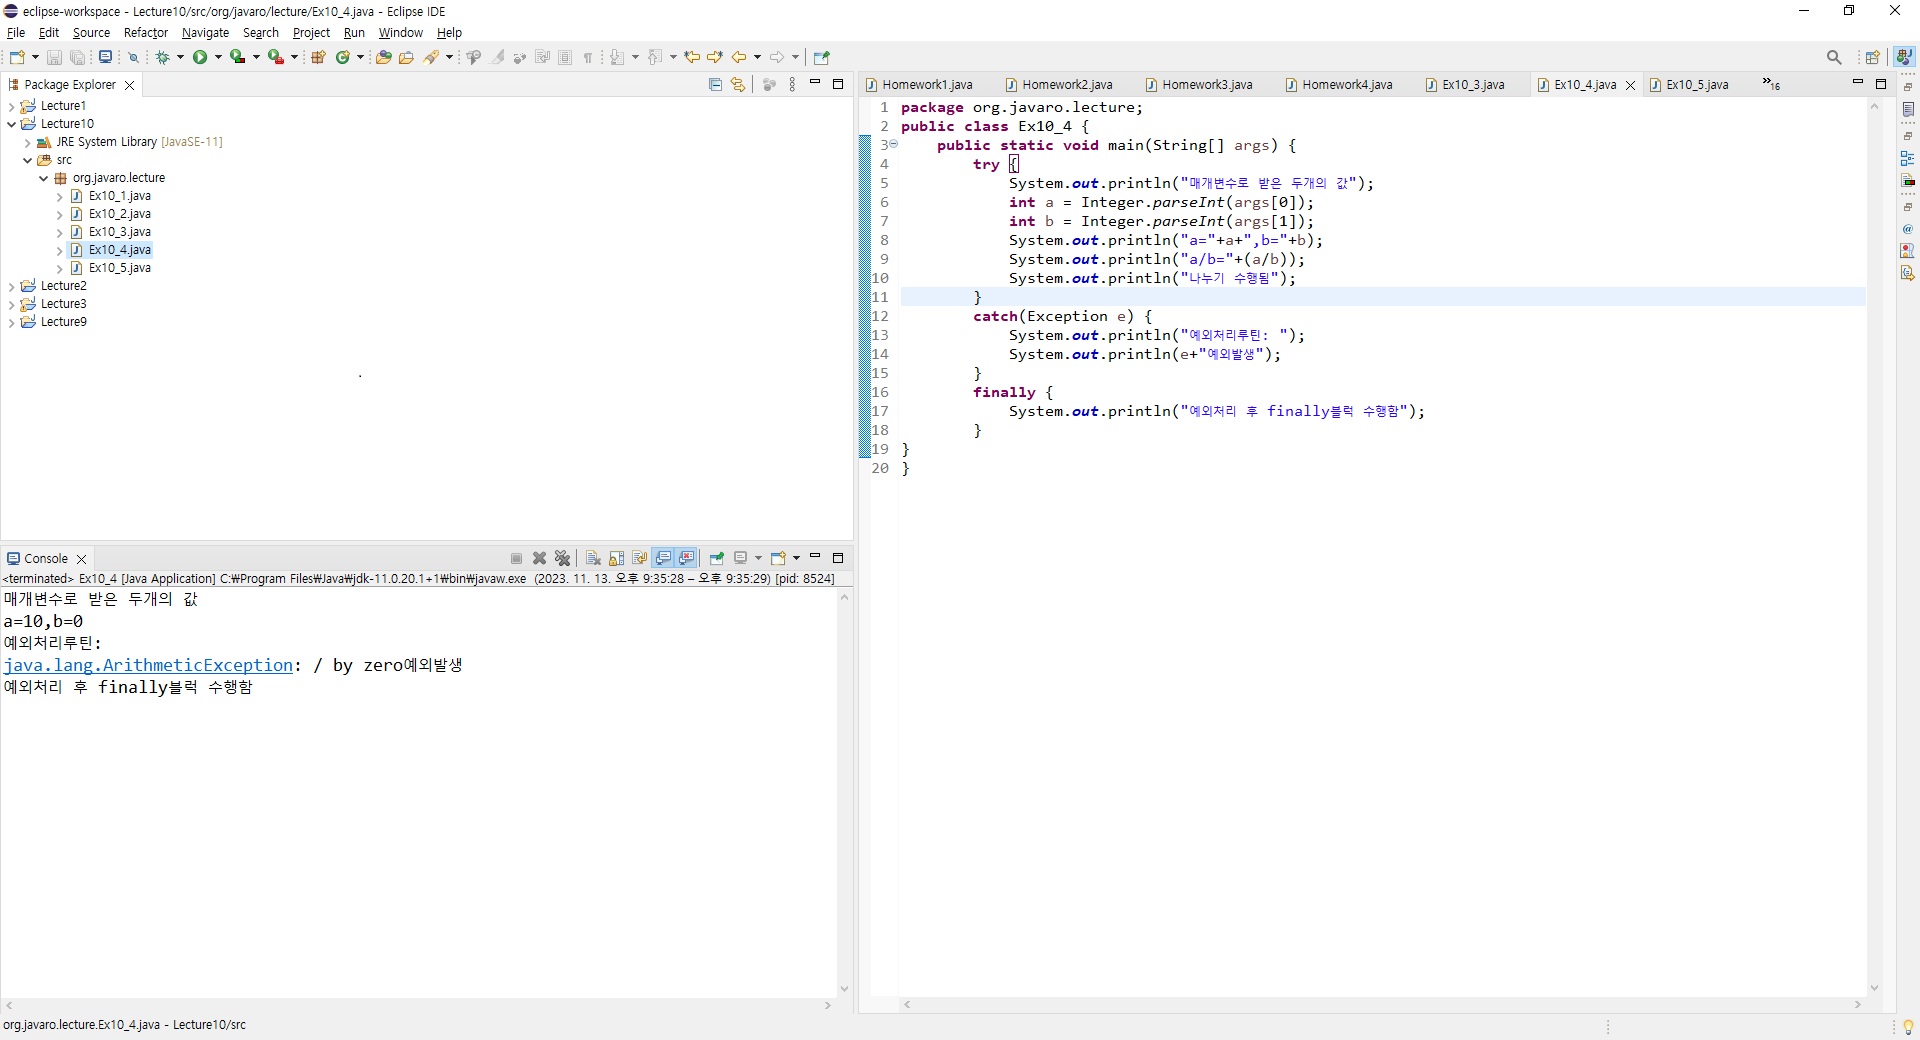 eclipse-workspace - Lecture10/src/org/javaro/lecture/Ex10_4.java - Eclipse IDE
File Edit Source Refactor Navigate Search Project Run Window Help
Package Explorer
Lecture1
Lecture10
JRE System Library [JavaSE-11]
src
org.javaro.lecture
Ex10_1.java
Ex10_2.java
Ex10_3.java
Ex10_4.java
Ex10_5.java
Lecture2
Lecture3
Lecture9
Homework1.java Homework2.java Homework3.java Homework4.java Ex10_3.java Ex10_4.java Ex10_5.java »16
1 package org.javaro.lecture;
2 public class Ex10_4 {
3 public static void main(String[] args) {
4 try {
5 System.out.println("매개변수로 받은 두개의 값");
6 int a = Integer.parseInt(args[0]);
7 int b = Integer.parseInt(args[1]);
8 System.out.println("a="+a+",b="+b);
9 System.out.println("a/b="+(a/b));
10 System.out.println("나누기 수행됨");
11 }
12 catch(Exception e) {
13 System.out.println("예외처리루틴: ");
14 System.out.println(e+"예외발생");
15 }
16 finally {
17 System.out.println("예외처리 후 finally블럭 수행함");
18 }
19 }
20 }
Console
<terminated> Ex10_4 [Java Application] C:₩Program Files₩Java₩jdk-11.0.20.1+1₩bin₩javaw.exe (2023. 11. 13. 오후 9:35:28 – 오후 9:35:29) [pid: 8524]
매개변수로 받은 두개의 값
a=10,b=0
예외처리루틴:
java.lang.ArithmeticException: / by zero예외발생
예외처리 후 finally블럭 수행함
org.javaro.lecture.Ex10_4.java - Lecture10/src